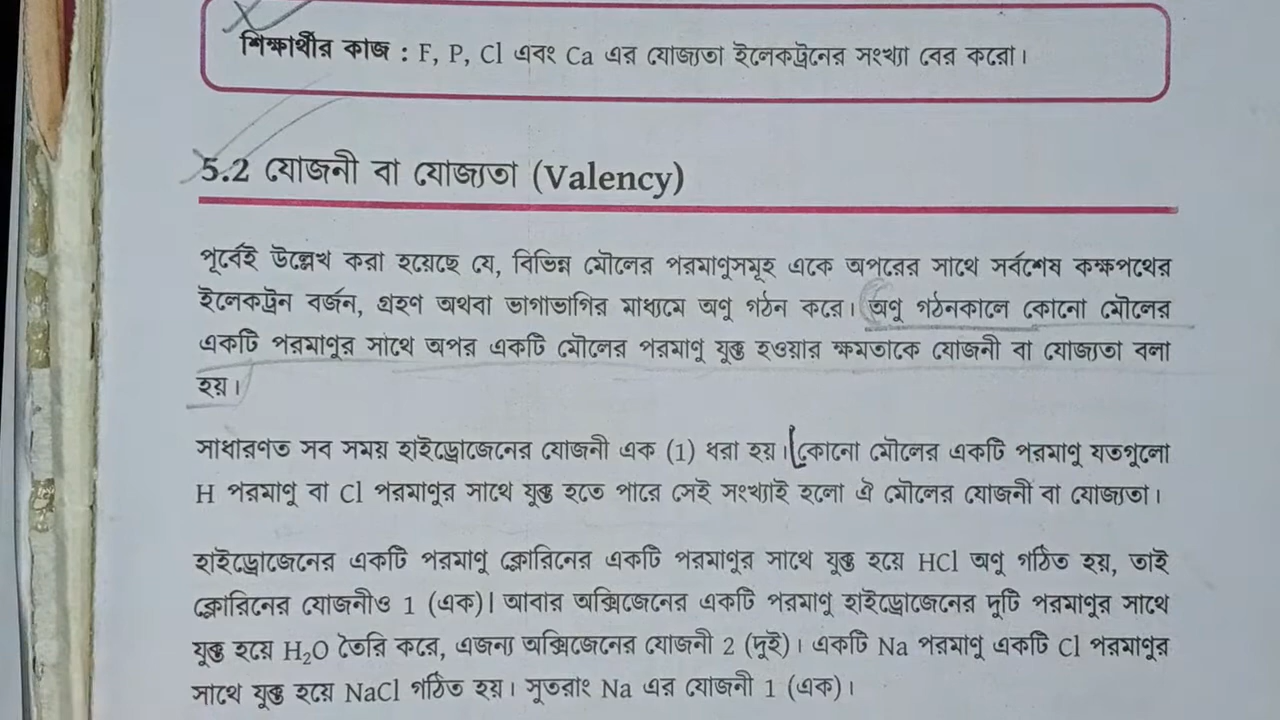 শিক্ষার্থীর কাজ : F, P, Cl এবং Ca এর যোজ্যতা ইলেকট্রনের সংখ্যা বের করো।
5.2 যোজনী বা যোজ্যতা (Valency)
পূর্বেই উল্লেখ করা হয়েছে যে, বিভিন্ন মৌলের পরমাণুসমূহ একে অপরের সাথে সর্বশেষ কক্ষপথের
ইলেকট্রন বর্জন, গ্রহণ অথবা ভাগাভাগির মাধ্যমে অণু গঠন করে। অণু গঠনকালে কোনো মৌলের
একটি পরমাণুর সাথে অপর একটি মৌলের পরমাণু যুক্ত হওয়ার ক্ষমতাকে যোজনী বা যোজ্যতা বলা
হয়।
সাধারণত সব সময় হাইড্রোজেনের যোজনী এক (1) ধরা হয়। কোনো মৌলের একটি পরমাণু যতগুলো
H পরমাণু বা Cl পরমাণুর সাথে যুক্ত হতে পারে সেই সংখ্যাই হলো ঐ মৌলের যোজনী বা যোজ্যতা।
হাইড্রোজেনের একটি পরমাণু ক্লোরিনের একটি পরমাণুর সাথে যুক্ত হয়ে HCl অণু গঠিত হয়, তাই
ক্লোরিনের যোজনীও 1 (এক)। আবার অক্সিজেনের একটি পরমাণু হাইড্রোজেনের দুটি পরমাণুর সাথে
যুক্ত হয়ে H₂O তৈরি করে, এজন্য অক্সিজেনের যোজনী 2 (দুই)। একটি Na পরমাণু একটি Cl পরমাণুর
সাথে যুক্ত হয়ে NaCl গঠিত হয়। সুতরাং Na এর যোজনী 1 (এক)।